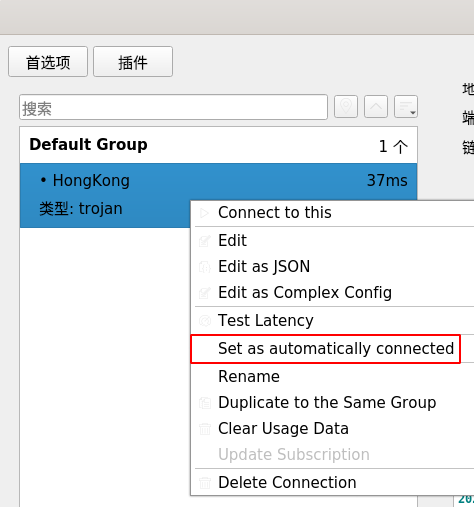 首选项 插件
地
搜索
端
Default Group 1 个
链
• HongKong 37ms
类型: trojan
Connect to this
Edit
Edit as JSON
Edit as Complex Config
Test Latency
Set as automatically connected
Rename
Duplicate to the Same Group
Clear Usage Data
Update Subscription
Delete Connection